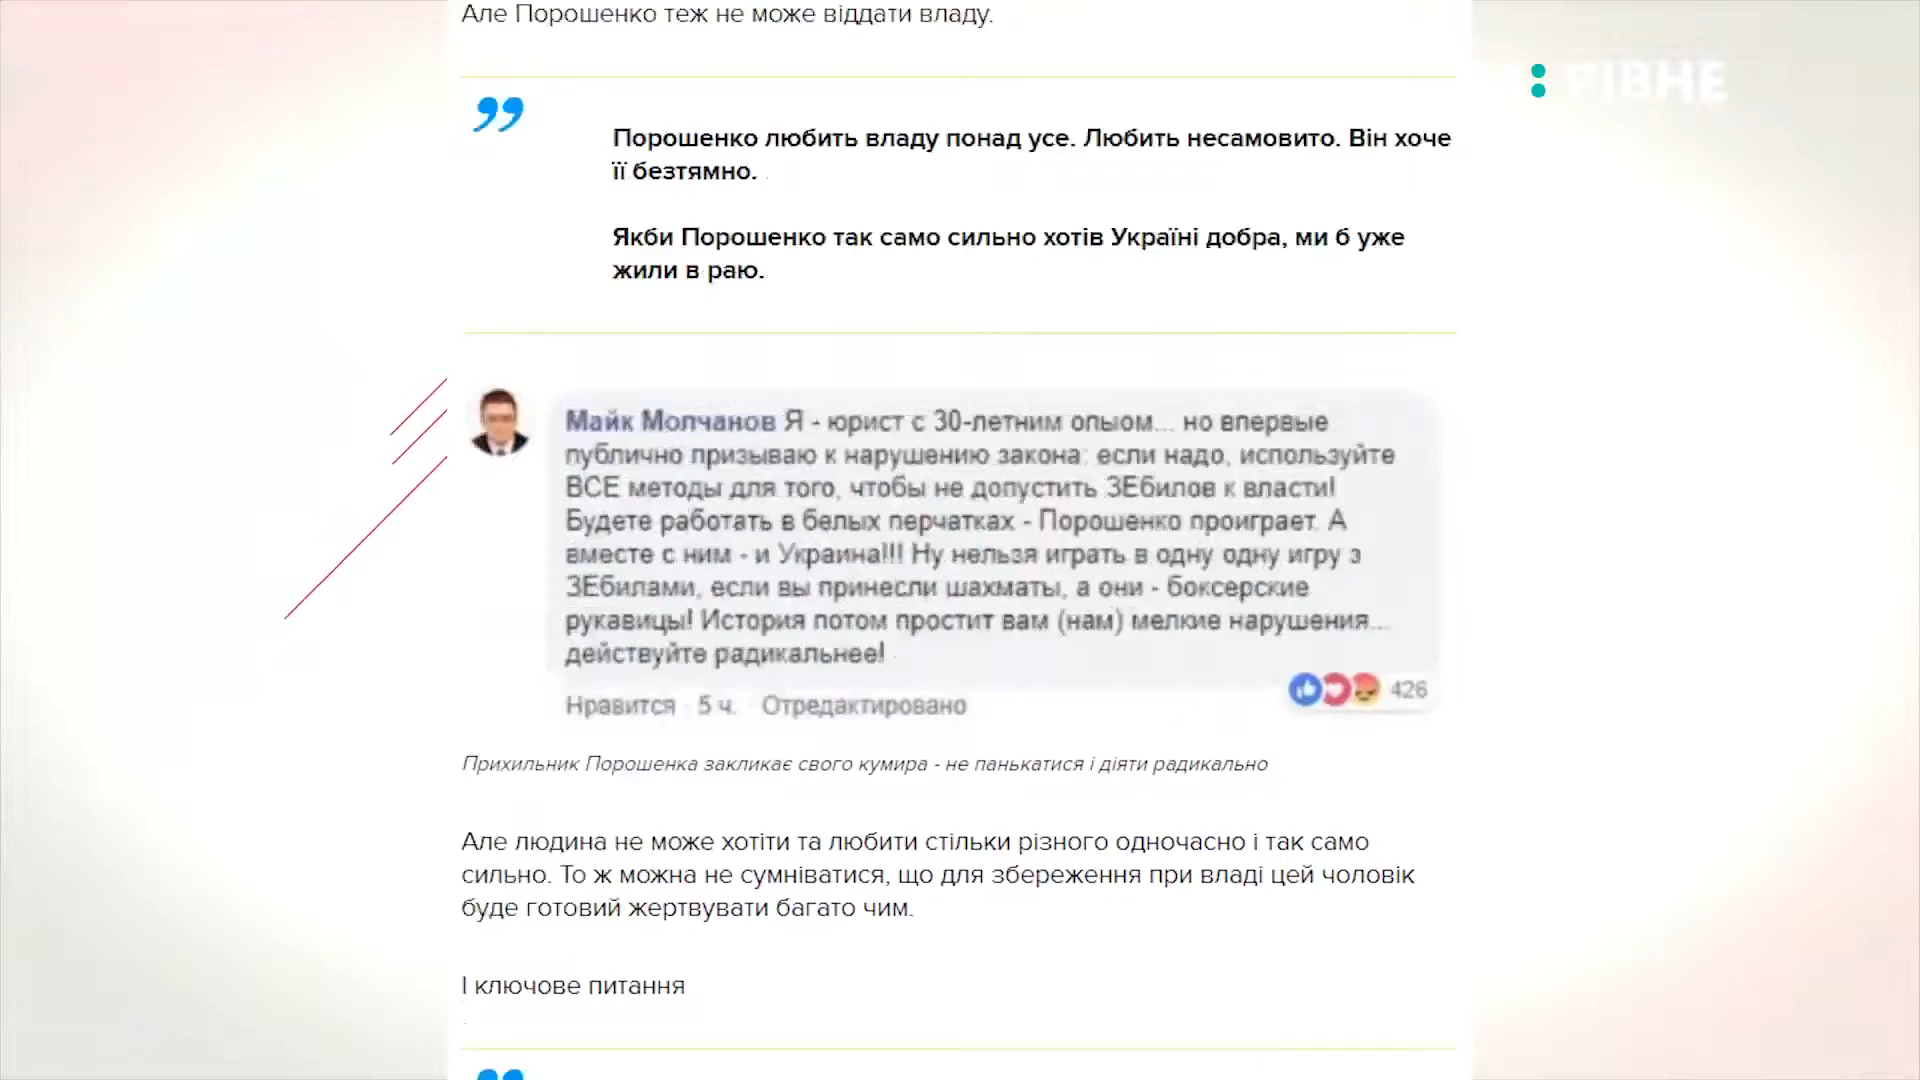 Але Порошенко теж не може віддати владу.
: РІВНЕ
Порошенко любить владу понад усе. Любить несамовито. Він хоче
її безтямно.
Якби Порошенко так само сильно хотів Україні добра, ми б уже
жили в раю.
Майк Молчанов Я - юрист с 30-летним опыом... но впервые
публично призываю к нарушению закона: если надо, используйте
ВСЕ методы для того, чтобы не допустить ЗЕбилов к власти!
Будете работать в белых перчатках - Порошенко проиграет. А
вместе с ним - и Украина!!! Ну нельзя играть в одну одну игру з
ЗЕбилами, если вы принесли шахматы, а они - боксерские
рукавицы! История потом простит вам (нам) мелкие нарушения...
действуйте радикальнее!
Нравится · 5 ч. · Отредактировано
426
Прихильник Порошенка закликає свого кумира - не панькатися і діяти радикально
Але людина не може хотіти та любити стільки різного одночасно і так само
сильно. То ж можна не сумніватися, що для збереження при владі цей чоловік
буде готовий жертвувати багато чим.
І ключове питання